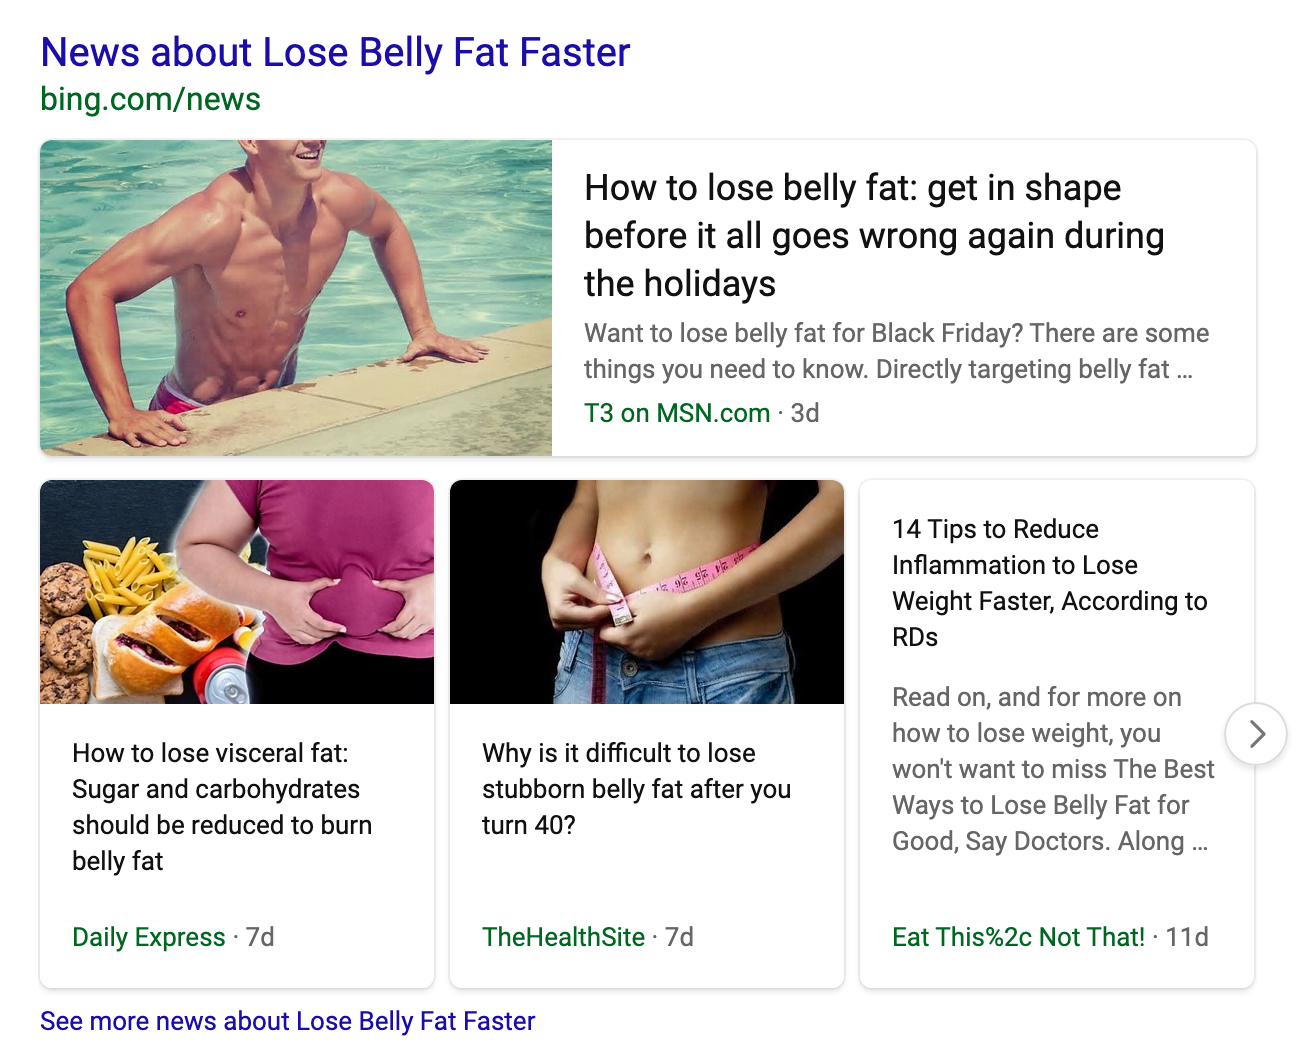 News about Lose Belly Fat Faster
bing.com/news
How to lose belly fat: get in shape
before it all goes wrong again during
the holidays
Want to lose belly fat for Black Friday? There are some
things you need to know. Directly targeting belly fat ...
T3 on MSN.com · 3d
How to lose visceral fat:
Sugar and carbohydrates
should be reduced to burn
belly fat
Daily Express · 7d
Why is it difficult to lose
stubborn belly fat after you
turn 40?
TheHealthSite · 7d
14 Tips to Reduce
Inflammation to Lose
Weight Faster, According to
RDs
Read on, and for more on
how to lose weight, you
won't want to miss The Best
Ways to Lose Belly Fat for
Good, Say Doctors. Along ...
Eat This%2c Not That! · 11d
See more news about Lose Belly Fat Faster